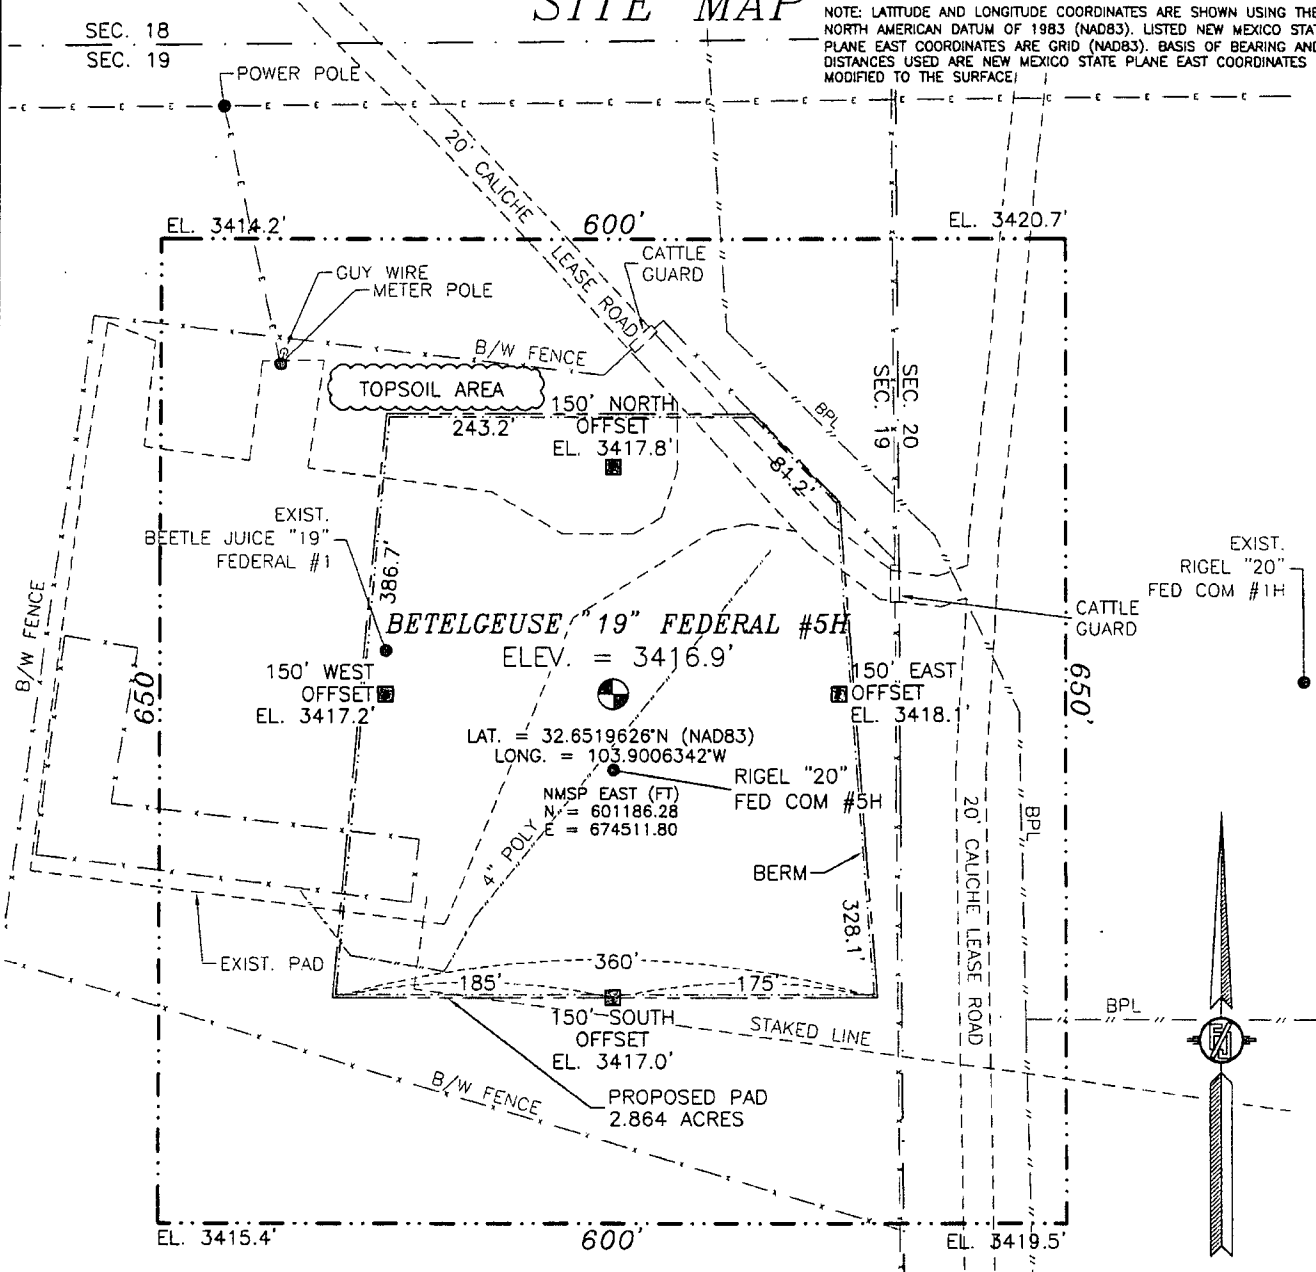 SITE MAP
NOTE: LATITUDE AND LONGITUDE COORDINATES ARE SHOWN USING THE
NORTH AMERICAN DATUM OF 1983 (NAD83). LISTED NEW MEXICO STAT
PLANE EAST COORDINATES ARE GRID (NAD83). BASIS OF BEARING AND
DISTANCES USED ARE NEW MEXICO STATE PLANE EAST COORDINATES
MODIFIED TO THE SURFACE.
SEC. 18
SEC. 19
POWER POLE
20' CALICHE
LEASE ROAD
EL. 3414.2'
600'
EL. 3420.7'
CATTLE
GUARD
GUY WIRE
METER POLE
B/W FENCE
TOPSOIL AREA
150' NORTH
OFFSET
EL. 3417.8'
243.2'
BPL
SEC. 20
SEC. 19
81.2'
EXIST.
BEETLE JUICE "19"
FEDERAL #1
386.7'
EXIST.
RIGEL "20"
FED COM #1H
CATTLE
GUARD
B/W FENCE
BETELGEUSE "19" FEDERAL #5H
ELEV. = 3416.9'
150' WEST
OFFSET
EL. 3417.2'
650'
150' EAST
OFFSET
EL. 3418.1'
650'
LAT. = 32.6519626°N (NAD83)
LONG. = 103.9006342°W
RIGEL "20"
FED COM #5H
NMSP EAST (FT)
N = 601186.28
E = 674511.80
4" POLY
BERM
20' CALICHE LEASE ROAD
BPL
328.1'
EXIST. PAD
360'
185'
175'
150' SOUTH
OFFSET
EL. 3417.0'
STAKED LINE
BPL
B/W FENCE
PROPOSED PAD
2.864 ACRES
EL. 3415.4'
600'
EL. 3419.5'